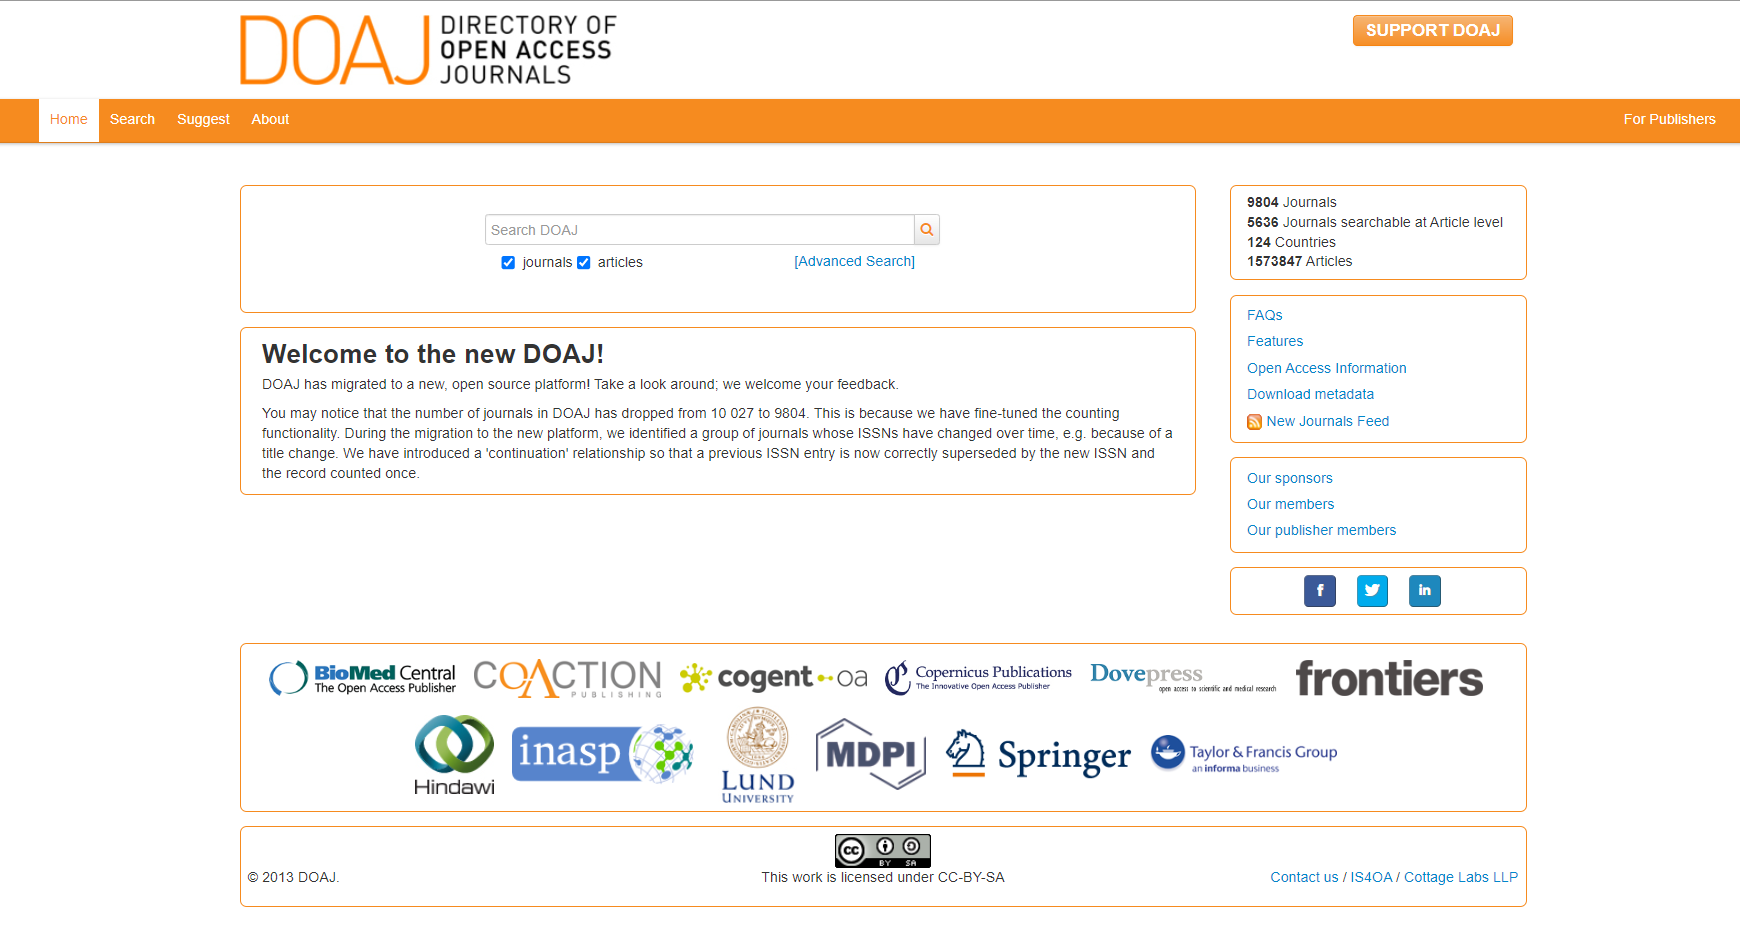 DOAJ DIRECTORY OF
OPEN ACCESS
JOURNALS
SUPPORT DOAJ
Home Search Suggest About For Publishers
Search DOAJ
journals articles [Advanced Search]
Welcome to the new DOAJ!
DOAJ has migrated to a new, open source platform! Take a look around; we welcome your feedback.
You may notice that the number of journals in DOAJ has dropped from 10 027 to 9804. This is because we have fine-tuned the counting
functionality. During the migration to the new platform, we identified a group of journals whose ISSNs have changed over time, e.g. because of a
title change. We have introduced a 'continuation' relationship so that a previous ISSN entry is now correctly superseded by the new ISSN and
the record counted once.
9804 Journals
5636 Journals searchable at Article level
124 Countries
1573847 Articles
FAQs
Features
Open Access Information
Download metadata
New Journals Feed
Our sponsors
Our members
Our publisher members
f in
BioMed Central
The Open Access Publisher
COACTION
PUBLISHING
cogent oa
Copernicus Publications
The Innovative Open Access Publisher
Dovepress
open access to scientific and medical research
frontiers
Hindawi
inasp
LUND
UNIVERSITY
MDPI
Springer
Taylor & Francis Group
an informa business
cc BY SA
© 2013 DOAJ.
This work is licensed under CC-BY-SA
Contact us / IS4OA / Cottage Labs LLP